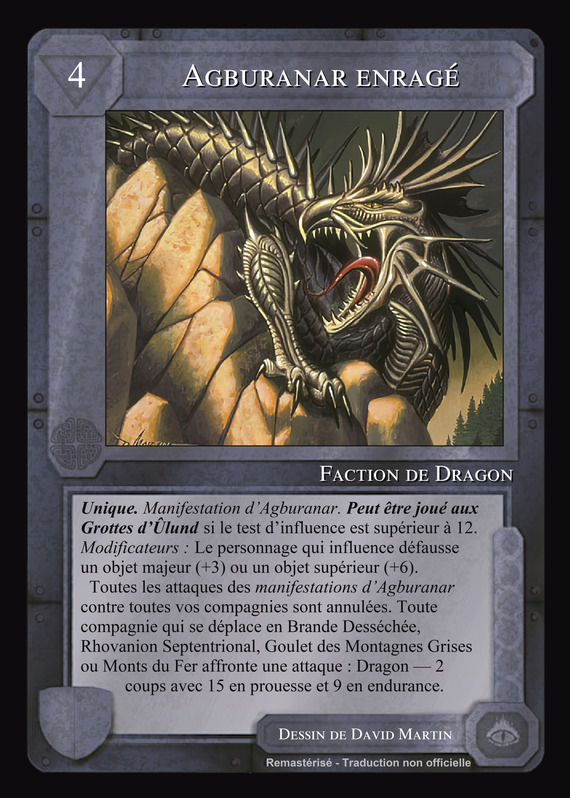 4
AGBURANAR ENRAGÉ
FACTION DE DRAGON
Unique. Manifestation d’Agburanar. Peut être joué aux
Grottes d’Ûlund si le test d’influence est supérieur à 12.
Modificateurs : Le personnage qui influence défausse
un objet majeur (+3) ou un objet supérieur (+6).
Toutes les attaques des manifestations d’Agburanar
contre toutes vos compagnies sont annulées. Toute
compagnie qui se déplace en Brande Desséchée,
Rhovanion Septentrional, Goulet des Montagnes Grises
ou Monts du Fer affronte une attaque : Dragon — 2
coups avec 15 en prouesse et 9 en endurance.
DESSIN DE DAVID MARTIN
Remastérisé - Traduction non officielle